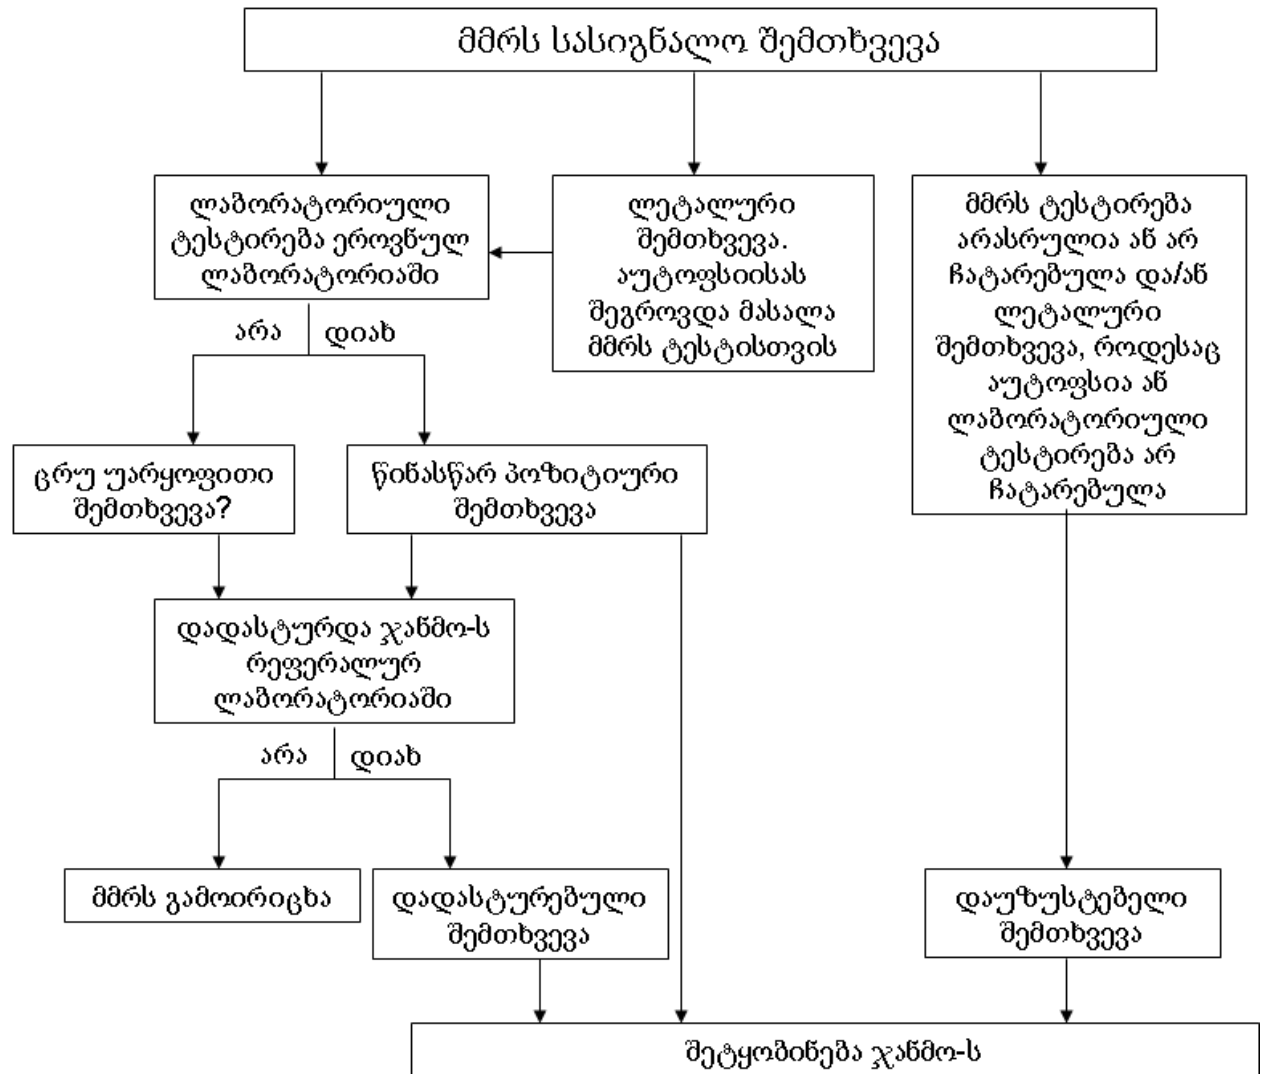 მმრს სასიგნალო შემთხვევა
ლაბორატორიული
ტესტირება ეროვნულ
ლაბორატორიაში
ლეტალური
შემთხვევა.
აუტოფსიისას
შეგროვდა მასალა
მმრს ტესტისთვის
მმრს ტესტირება
არასრულია ან არ
ჩატარებულა და/ან
ლეტალური
შემთხვევა, როდესაც
აუტოფსია ან
ლაბორატორიული
ტესტირება არ
ჩატარებულა
არა
დიახ
ცრუ უარყოფითი
შემთხვევა?
წინასწარ პოზიტიური
შემთხვევა
დადასტურდა ჯანმო-ს
რეფერალურ
ლაბორატორიაში
არა
დიახ
მმრს გამოირიცხა
დადასტურებული
შემთხვევა
დაუზუსტებელი
შემთხვევა
შეტყობინება ჯანმო-ს